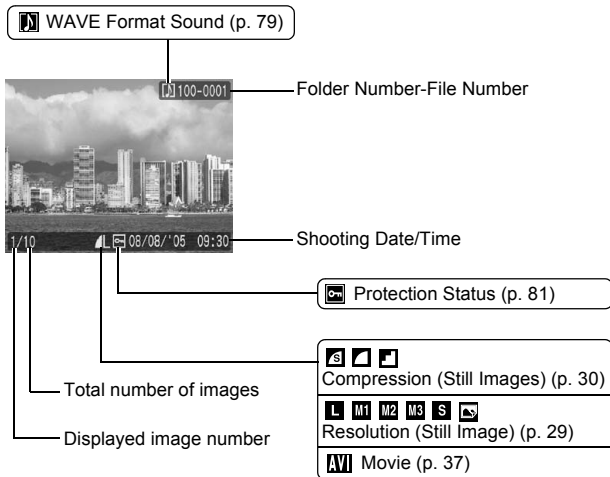 WAVE Format Sound (p. 79)
100-0001
Folder Number-File Number
1/10
L
08/08/'05 09:30
Shooting Date/Time
Protection Status (p. 81)
S
Compression (Still Images) (p. 30)
L M1 M2 M3 S
Resolution (Still Image) (p. 29)
AVI Movie (p. 37)
Total number of images
Displayed image number